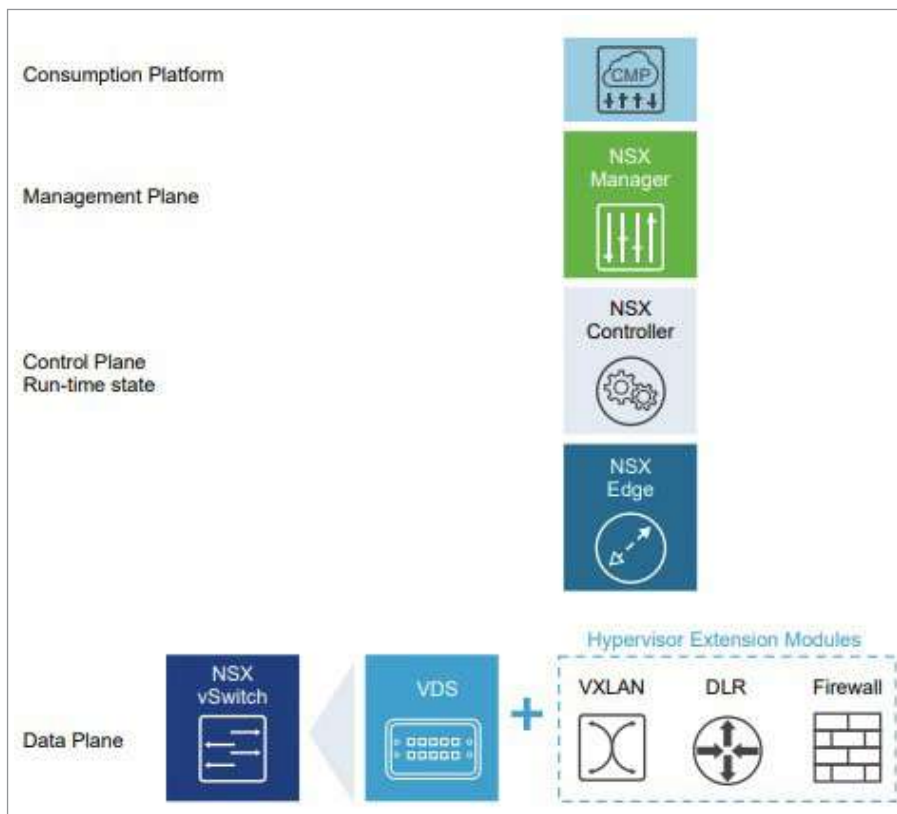 Consumption Platform
CMP
Management Plane
NSX
Manager
Control Plane
Run-time state
NSX
Controller
NSX
Edge
Hypervisor Extension Modules
Data Plane
NSX
vSwitch
VDS
+
VXLAN
DLR
Firewall